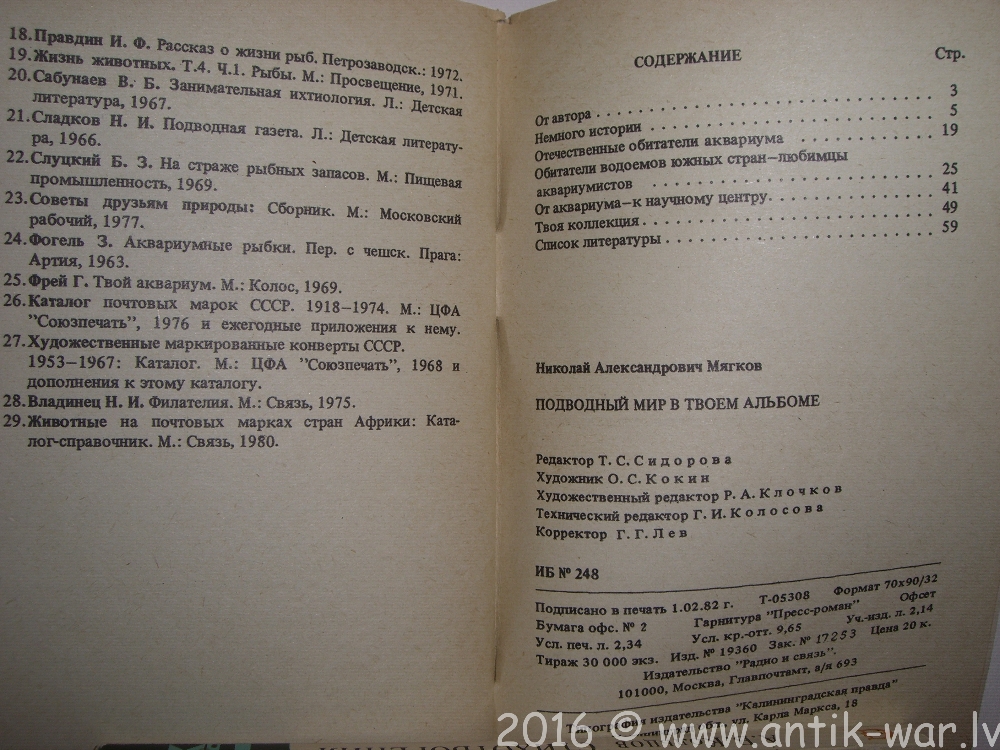 18. Правдин И. Ф. Рассказ о жизни рыб. Петрозаводск.: 1972.
19. Жизнь животных. Т.4. Ч.1. Рыбы. М.: Просвещение, 1971.
20. Сабунаев В. Б. Занимательная ихтиология. Л.: Детская
литература, 1967.
21. Сладков Н. И. Подводная газета. Л.: Детская литерату-
ра, 1966.
22. Слуцкий Б. З. На страже рыбных запасов. М.: Пищевая
промышленность, 1969.
23. Советы друзьям природы: Сборник. М.: Московский
рабочий, 1977.
24. Фогель З. Аквариумные рыбки. Пер. с чешск. Прага:
Артия, 1963.
25. Фрей Г. Твой аквариум. М.: Колос, 1969.
26. Каталог почтовых марок СССР. 1918—1974. М.: ЦФА
"Союзпечать", 1976 и ежегодные приложения к нему.
27. Художественные маркированные конверты СССР.
1953—1967: Каталог. М.: ЦФА "Союзпечать", 1968 и
дополнения к этому каталогу.
28. Владинец Н. И. Филателия. М.: Связь, 1975.
29. Животные на почтовых марках стран Африки: Ката-
лог-справочник. М.: Связь, 1980.
СОДЕРЖАНИЕ Стр.
От автора 3
Немного истории 5
Отечественные обитатели аквариума 19
Обитатели водоемов южных стран—любимцы
аквариумистов 25
От аквариума—к научному центру. 41
Твоя коллекция 49
Список литературы 59
Николай Александрович Мягков
ПОДВОДНЫЙ МИР В ТВОЕМ АЛЬБОМЕ
Редактор Т. С. Сидорова
Художник О. С. Кокин
Художественный редактор Р. А. Клочков
Технический редактор Г. И. Колосова
Корректор Г. Г. Лев
ИБ № 248
Подписано в печать 1.02.82 г. Т-05308 Формат 70х90/32
Бумага офс. № 2 Гарнитура "Пресс-роман" Офсет
Усл. печ. л. 2,34 Усл. кр.-отт. 9,65 Уч.-изд. л. 2,14
Тираж 30 000 экз. Изд. № 19360 Зак. № 17253 Цена 20 к.
Издательство "Радио и связь".
101000, Москва, Главпочтамт, а/я 693
Типография издательства "Калининградская правда"
ул. Карла Маркса, 18
2016 © www.antik-war.lv